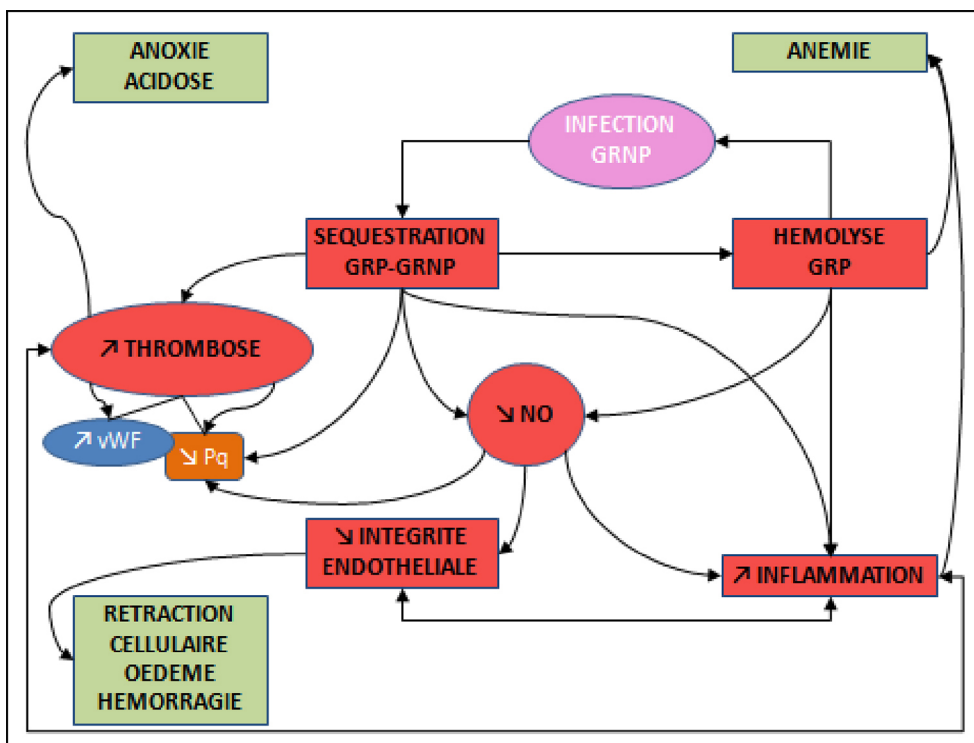 ANOXIE
ACIDOSE
ANEMIE
INFECTION
GRNP
SEQUESTRATION
GRP-GRNP
HEMOLYSE
GRP
↗ THROMBOSE
↘ NO
↗ vWF
↘ Pq
↘ INTEGRITE
ENDOTHELIALE
↗ INFLAMMATION
RETRACTION
CELLULAIRE
OEDEME
HEMORRAGIE